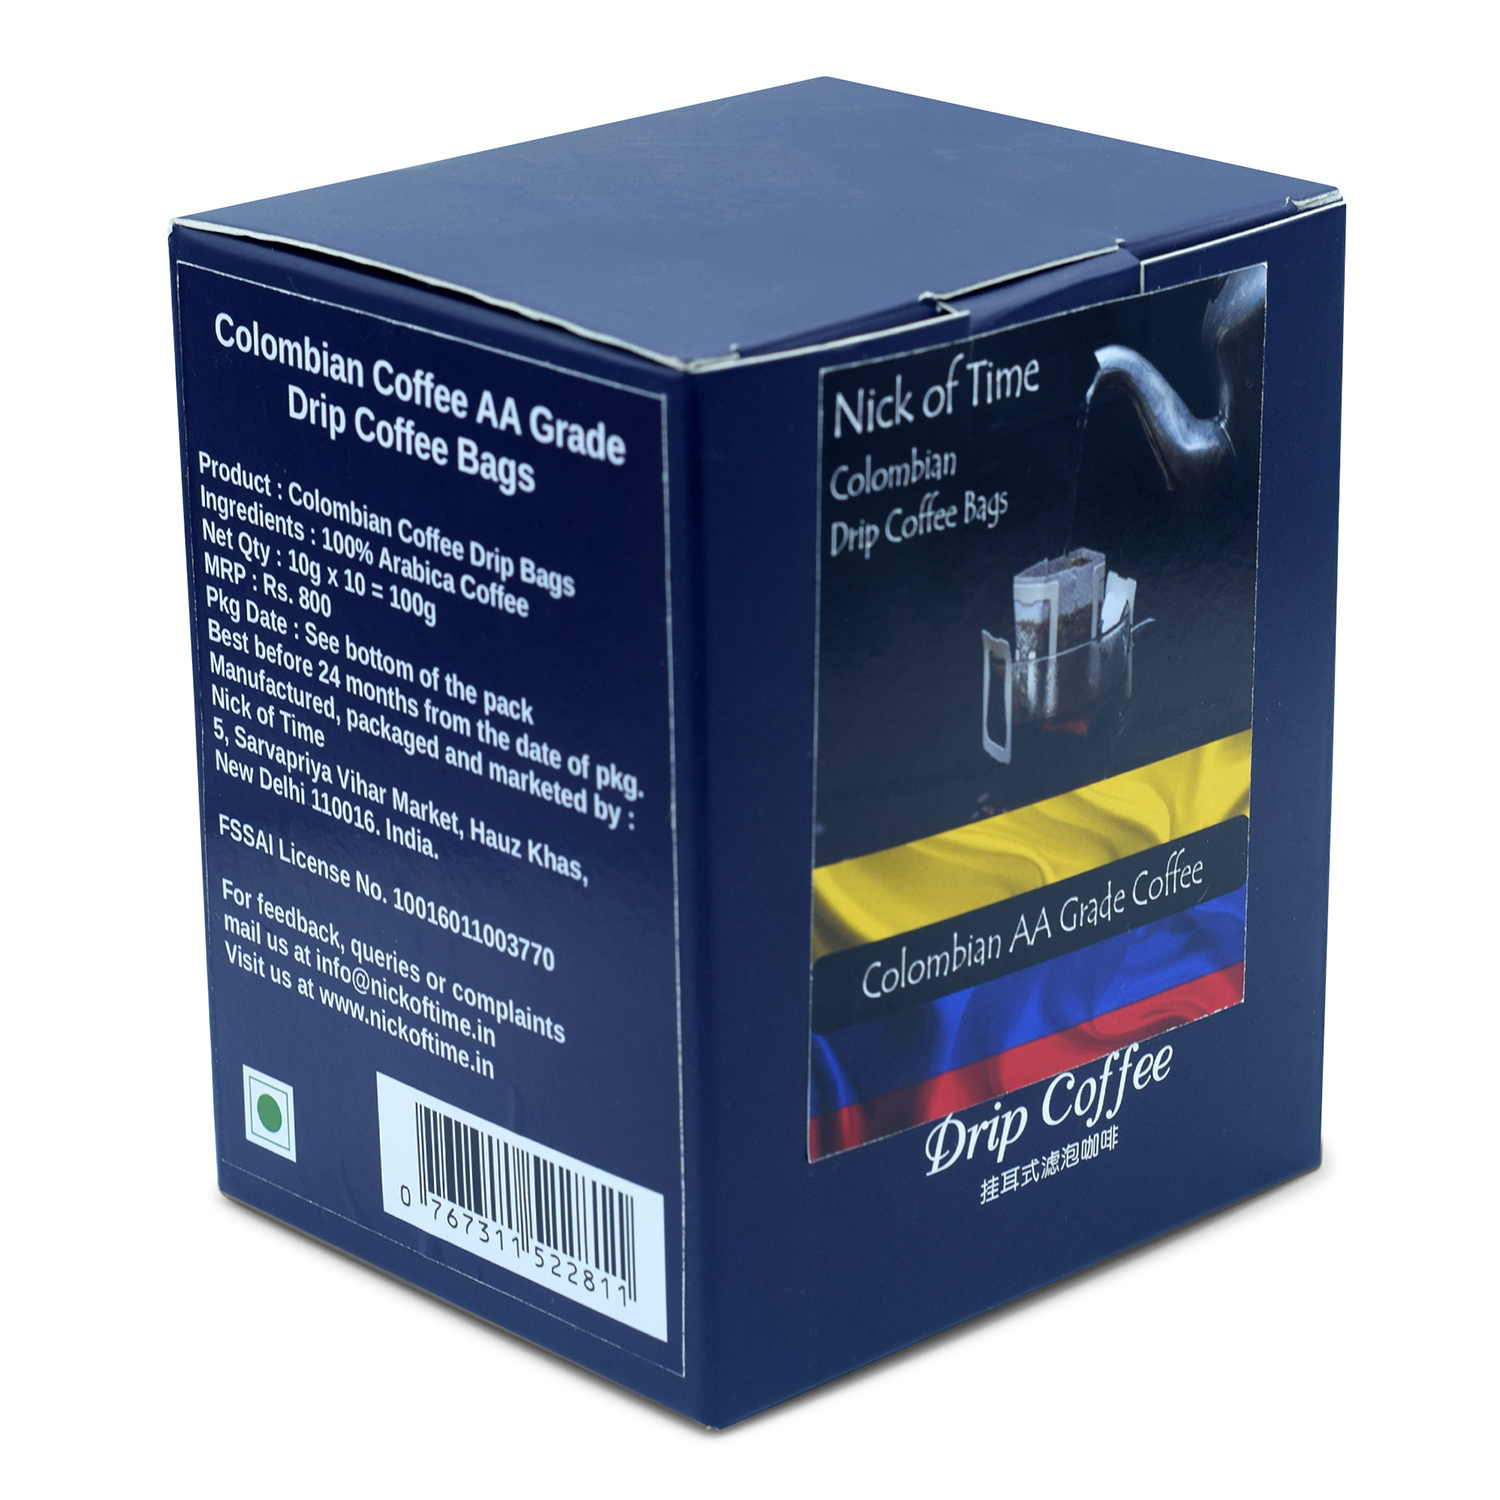 Colombian Coffee AA Grade
Drip Coffee Bags
Product : Colombian Coffee Drip Bags
Ingredients : 100% Arabica Coffee
Net Qty : 10g x 10 = 100g
MRP : Rs. 800
Pkg Date : See bottom of the pack
Best before 24 months from the date of pkg.
Manufactured, packaged and marketed by :
Nick of Time
5, Sarvapriya Vihar Market, Hauz Khas,
New Delhi 110016. India.
FSSAI License No. 10016011003770
For feedback, queries or complaints
mail us at info@nickoftime.in
Visit us at www.nickoftime.in
0 767311 522811
Nick of Time
Colombian
Drip Coffee Bags
Colombian AA Grade Coffee
Drip Coffee
挂耳式滤泡咖啡